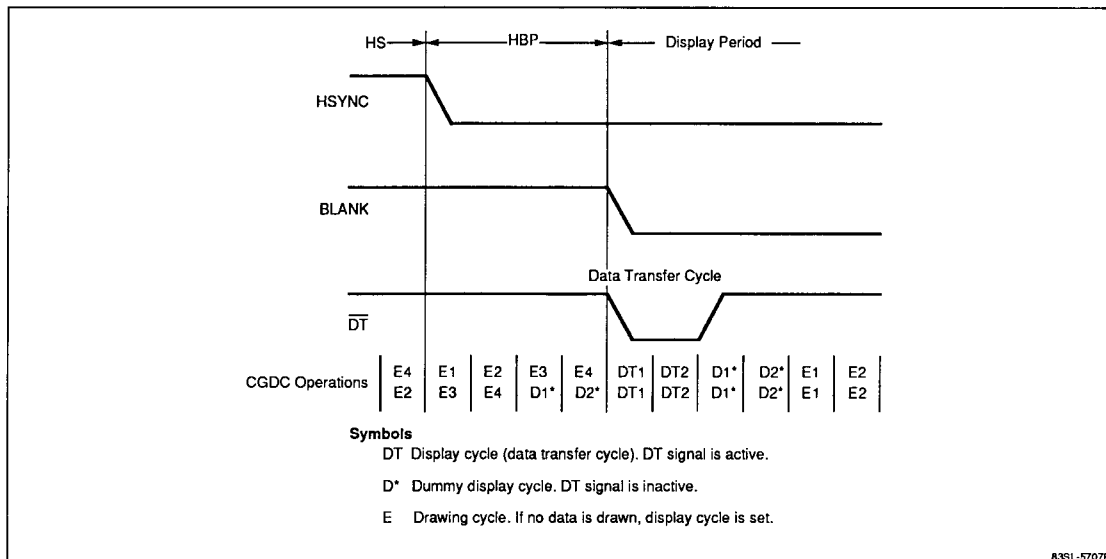 HS HBP Display Period
HSYNC
BLANK
Data Transfer Cycle
DT
CGDC Operations
E4 E1 E2 E3 E4 DT1 DT2 D1* D2* E1 E2
E2 E3 E4 D1* D2* DT1 DT2 D1* D2* E1 E2
Symbols
DT Display cycle (data transfer cycle). DT signal is active.
D* Dummy display cycle. DT signal is inactive.
E Drawing cycle. If no data is drawn, display cycle is set.